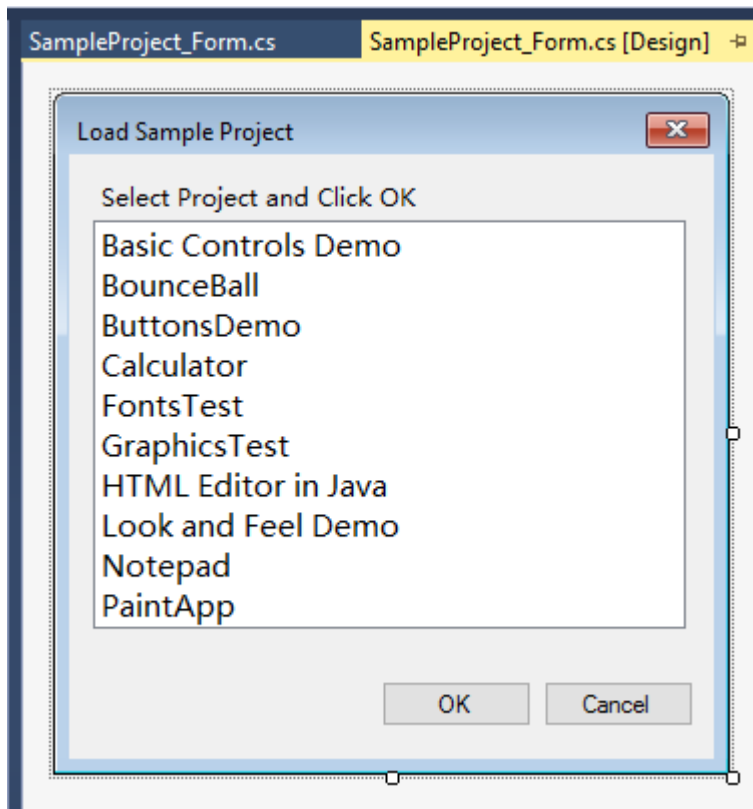 SampleProject_Form.cs SampleProject_Form.cs [Design]
Load Sample Project
Select Project and Click OK
Basic Controls Demo
BounceBall
ButtonsDemo
Calculator
FontsTest
GraphicsTest
HTML Editor in Java
Look and Feel Demo
Notepad
PaintApp
OK Cancel